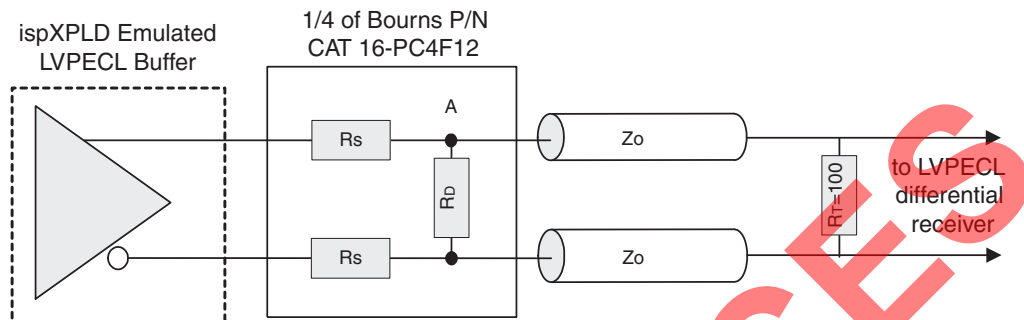 ispXPLD Emulated
LVPECL Buffer
1/4 of Bourns P/N
CAT 16-PC4F12
A
Rs
RD
Rs
Zo
Zo
RT=100
to LVPECL
differential
receiver
CES